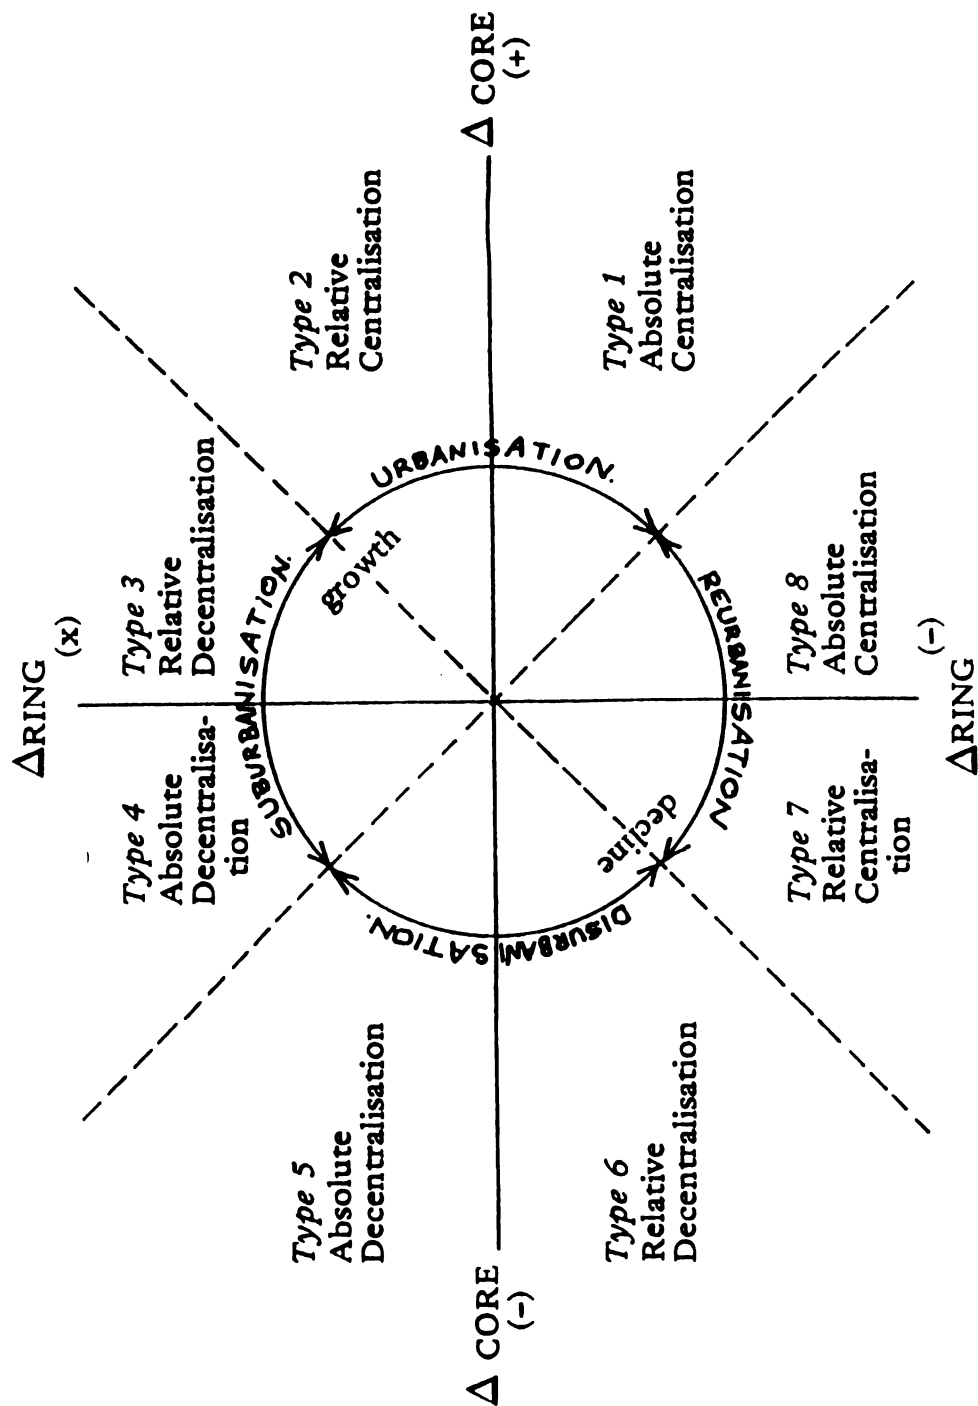 Δ CORE
(+)
ΔRING
(x)
Type 2
Relative
Centralisation
Type 1
Absolute
Centralisation
Type 3
Relative
Decentralisation
Type 8
Absolute
Centralisation
URBANISATION.
SUBURBANISATION.
growth
REURBANISATION
decline
DISURBANISATION.
Type 4
Absolute
Decentralisa-
tion
Type 7
Relative
Centralisa-
tion
ΔRING
(-)
Type 5
Absolute
Decentralisation
Type 6
Relative
Decentralisation
Δ CORE
(-)